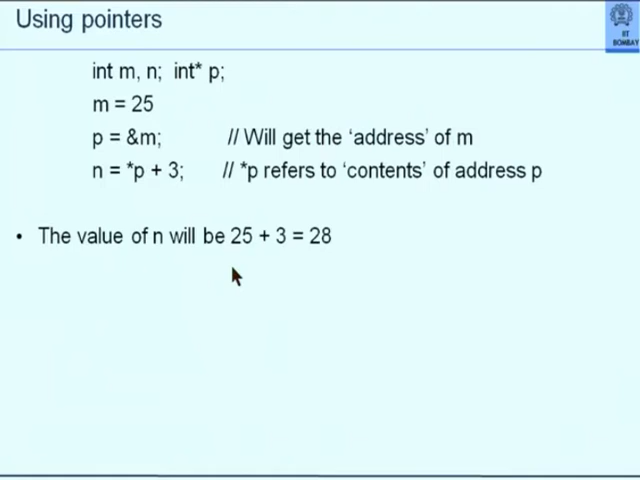 Using pointers
IIT
BOMBAY
int m, n;  int* p;
m = 25
p = &m;  // Will get the ‘address’ of m
n = *p + 3;  // *p refers to ‘contents’ of address p
• The value of n will be 25 + 3 = 28